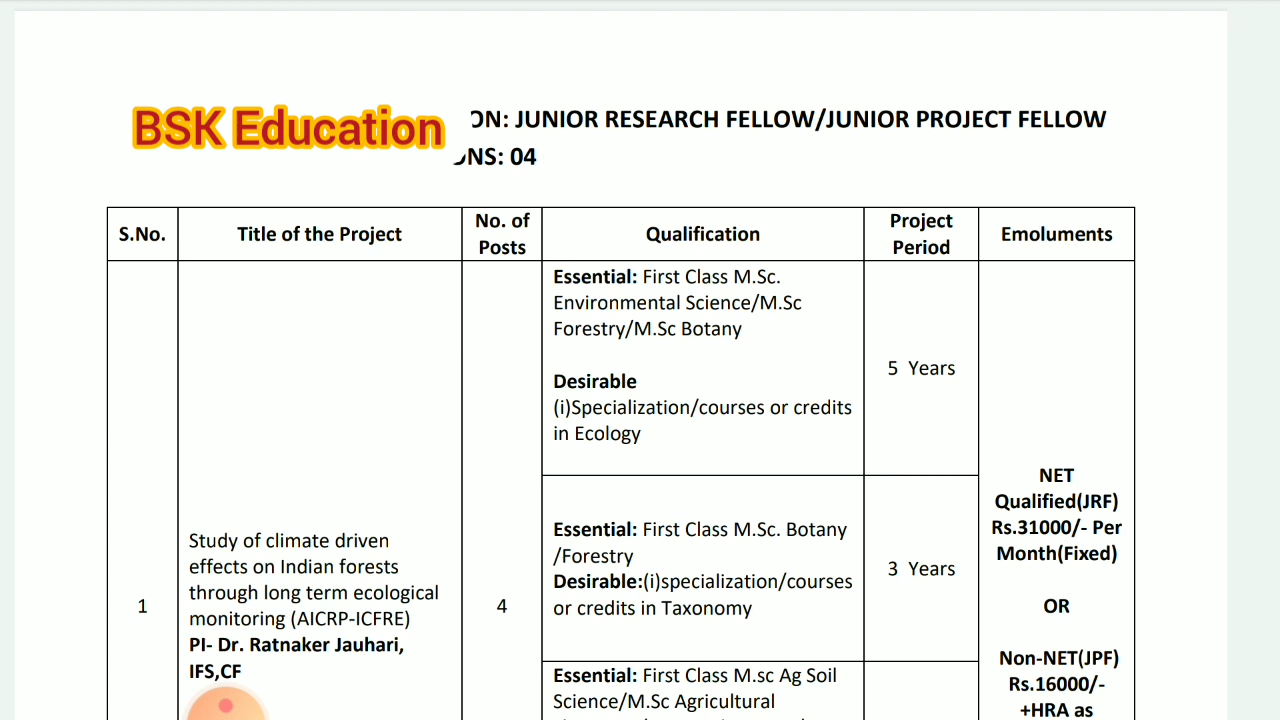 BSK Education
ON: JUNIOR RESEARCH FELLOW/JUNIOR PROJECT FELLOW
NS: 04
S.No.
Title of the Project
No. of
Posts
Qualification
Project
Period
Emoluments
1
Study of climate driven
effects on Indian forests
through long term ecological
monitoring (AICRP-ICFRE)
PI- Dr. Ratnaker Jauhari,
IFS,CF
4
Essential: First Class M.Sc.
Environmental Science/M.Sc
Forestry/M.Sc Botany
Desirable
(i)Specialization/courses or credits
in Ecology
5 Years
Essential: First Class M.Sc. Botany
/Forestry
Desirable:(i)specialization/courses
or credits in Taxonomy
3 Years
Essential: First Class M.sc Ag Soil
Science/M.Sc Agricultural
NET
Qualified(JRF)
Rs.31000/- Per
Month(Fixed)
OR
Non-NET(JPF)
Rs.16000/-
+HRA as